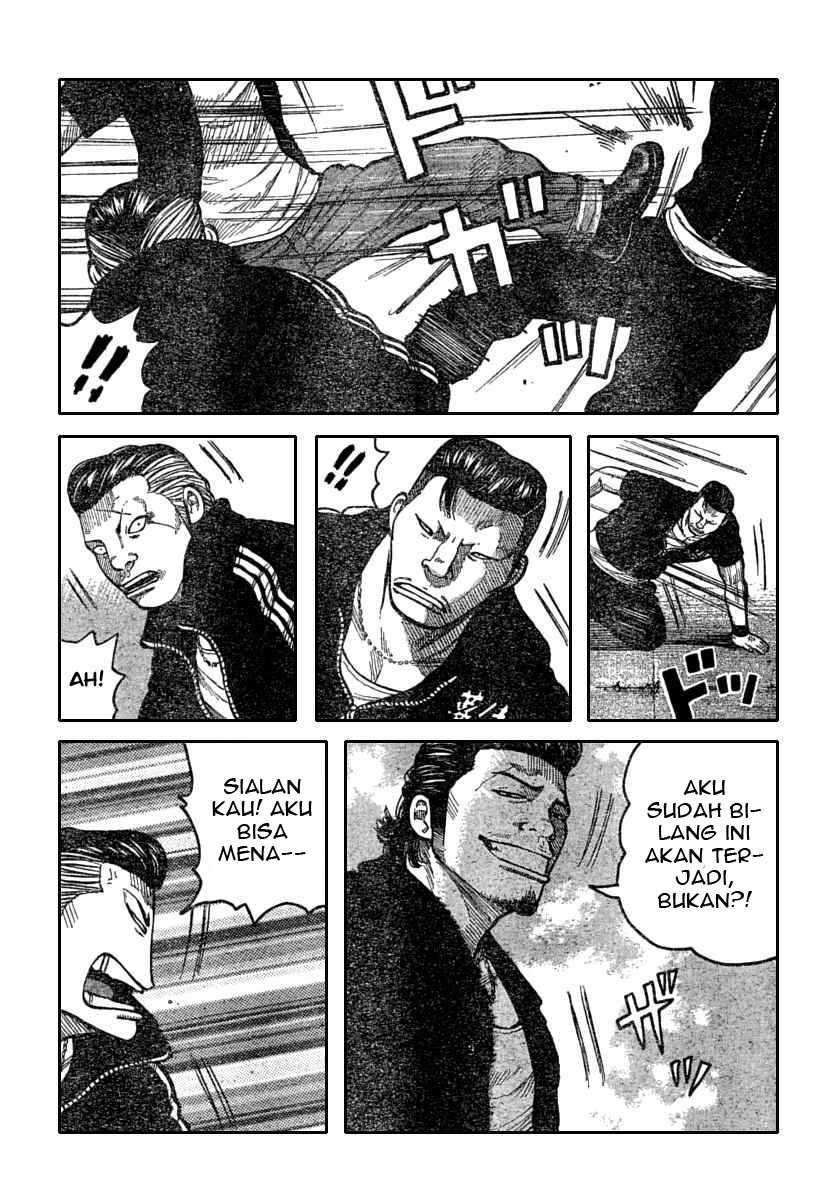 ドガガッ
!!
ドッ
!!
AH!
AKU
SUDAH BI-
LANG INI
AKAN TER-
JADI,
BUKAN?!
ザッ
SIALAN
KAU! AKU
BISA
MENA--